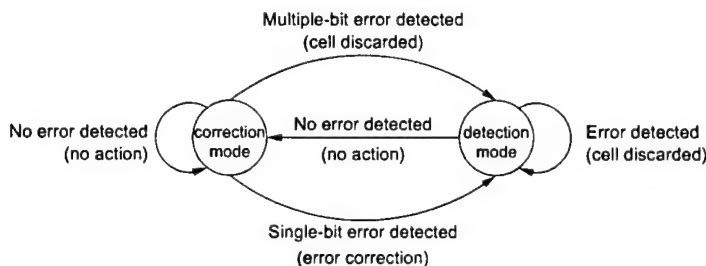 Multiple-bit error detected
(cell discarded)
No error detected
(no action)
correction
mode
No error detected
(no action)
detection
mode
Error detected
(cell discarded)
Single-bit error detected
(error correction)